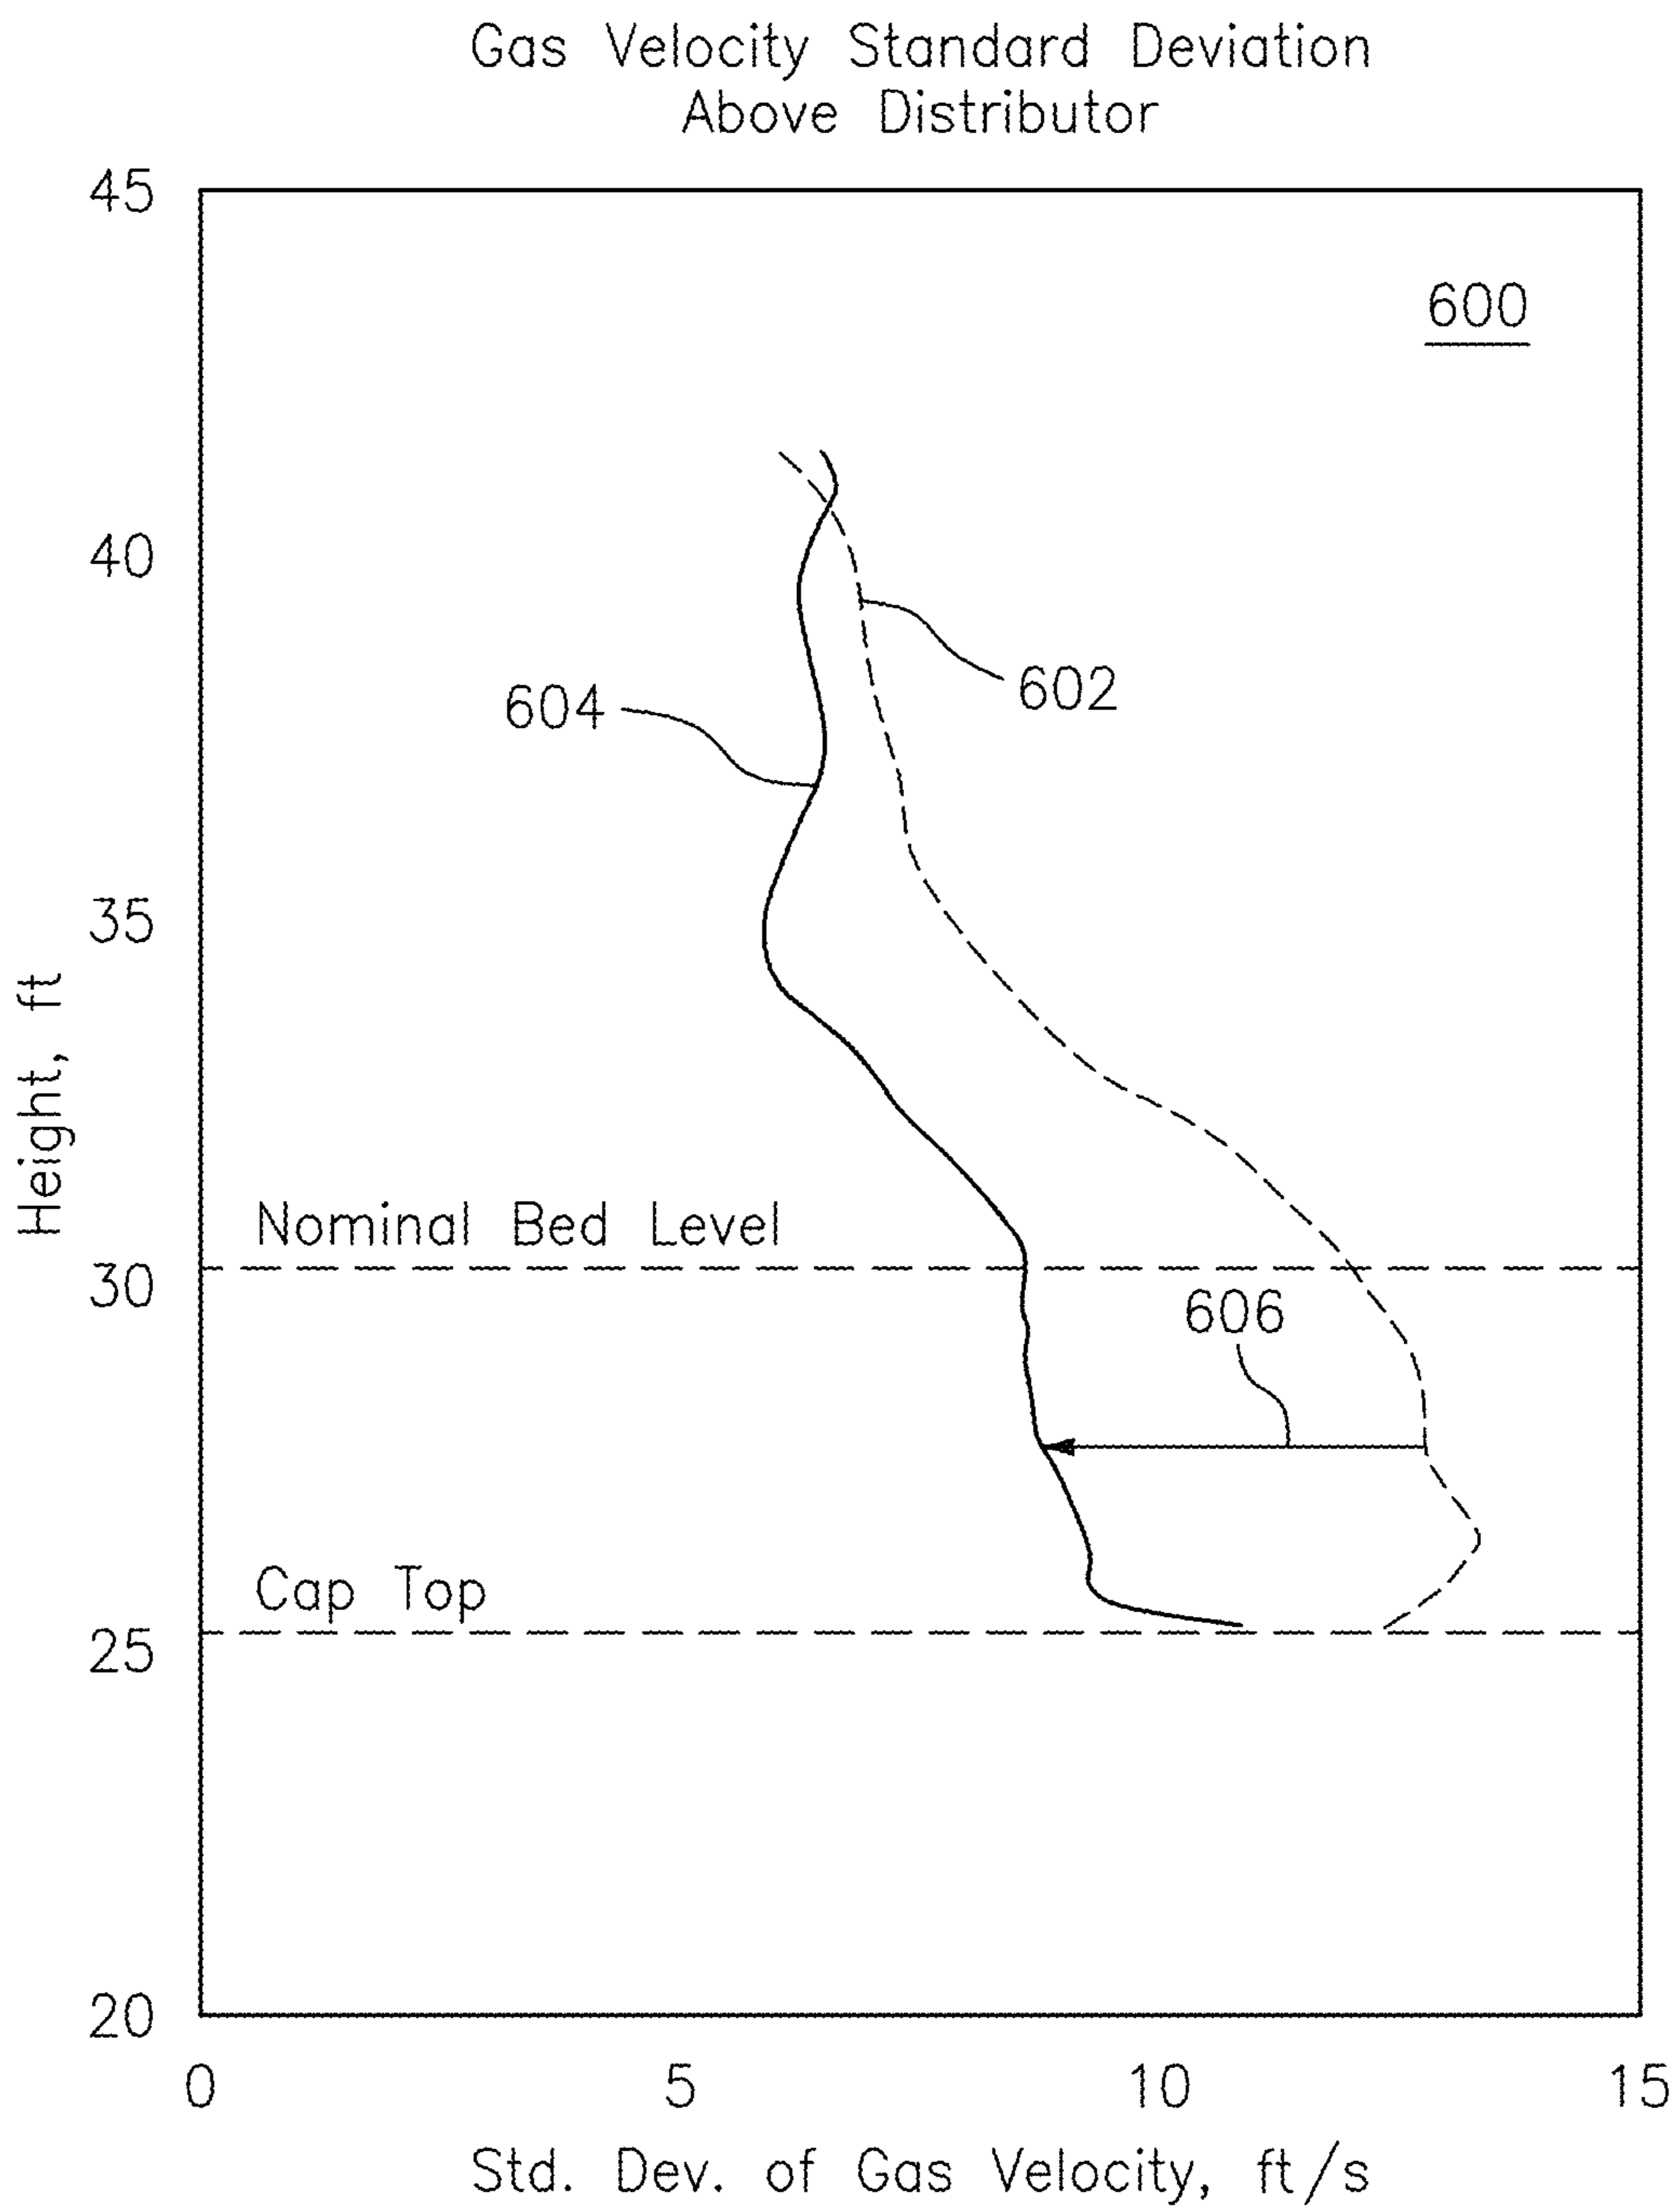 Gas Velocity Standard Deviation
Above Distributor
45
600
40
602
604
35
Height, ft
Nominal Bed Level
30
606
Cap Top
25
20
0 5 10 15
Std. Dev. of Gas Velocity, ft/s